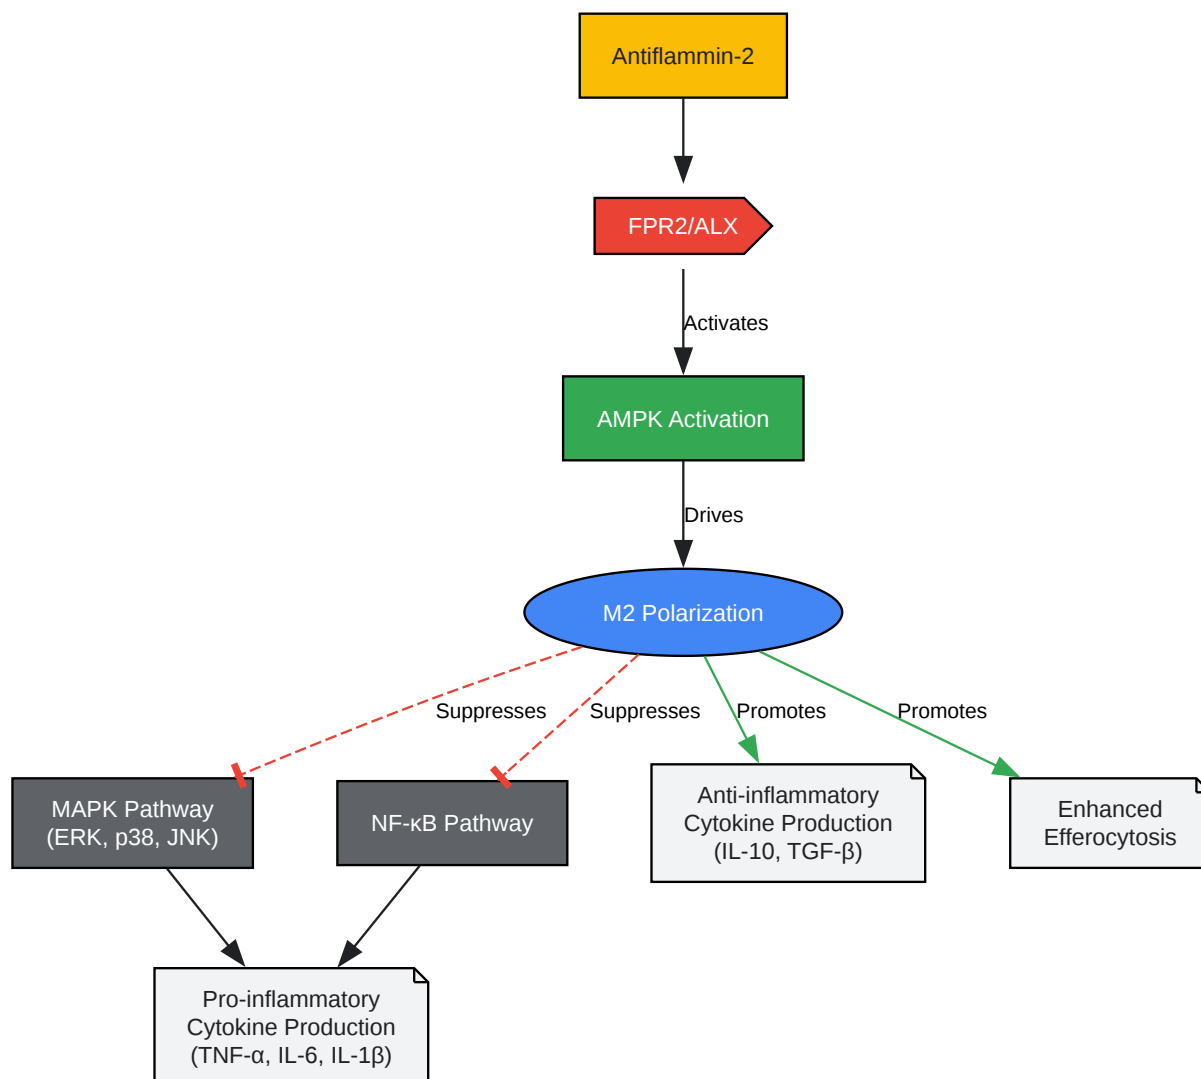 Antiflammin-2
FPR2/ALX
Activates
AMPK Activation
Drives
M2 Polarization
Suppresses
Suppresses
Promotes
Promotes
MAPK Pathway
(ERK, p38, JNK)
NF-κB Pathway
Anti-inflammatory
Cytokine Production
(IL-10, TGF-β)
Enhanced
Efferocytosis
Pro-inflammatory
Cytokine Production
(TNF-α, IL-6, IL-1β)